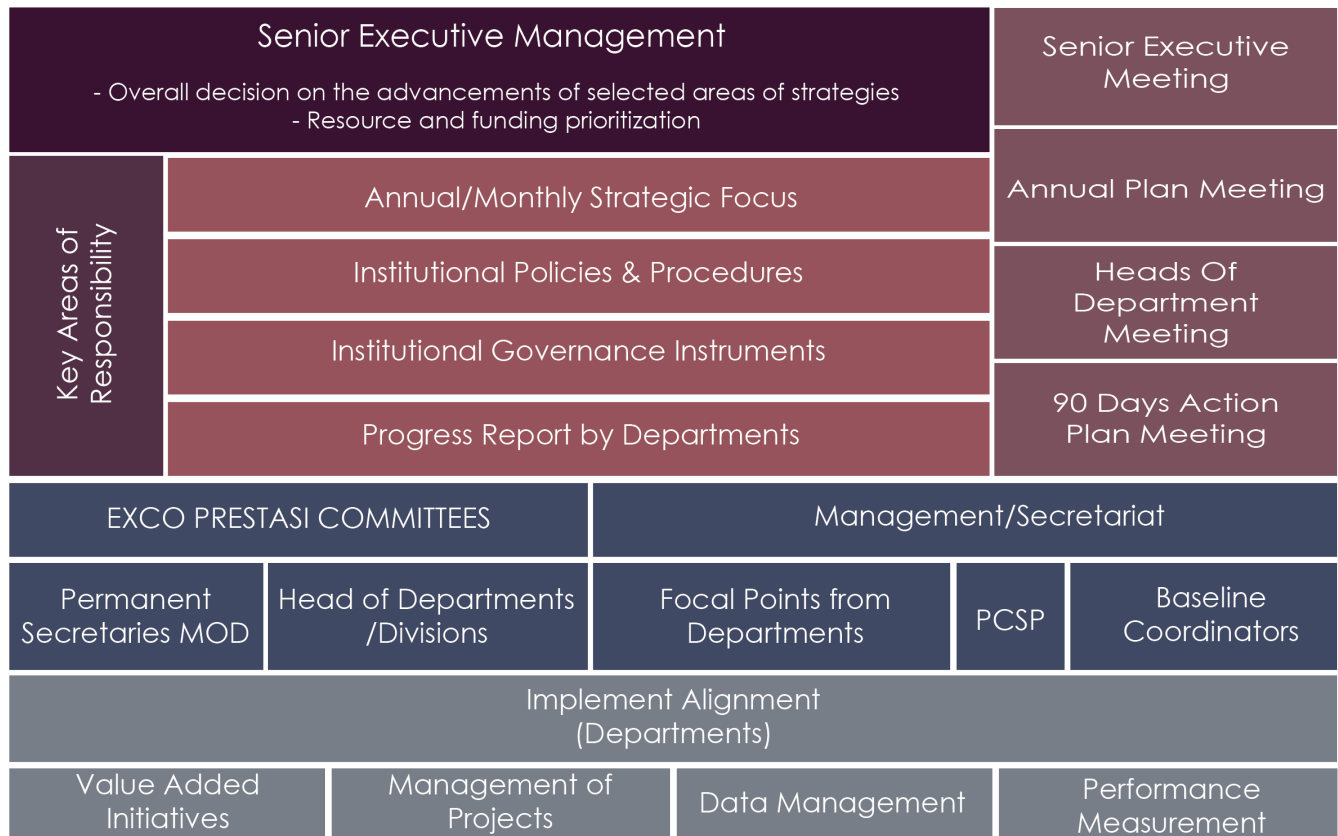 Senior Executive Management
- Overall decision on the advancements of selected areas of strategies
- Resource and funding prioritization
Senior Executive
Meeting
Annual Plan Meeting
Heads Of
Department
Meeting
90 Days Action
Plan Meeting
Key Areas of
Responsibility
Annual/Monthly Strategic Focus
Institutional Policies & Procedures
Institutional Governance Instruments
Progress Report by Departments
EXCO PRESTASI COMMITTEES
Management/Secretariat
Permanent
Secretaries MOD
Head of Departments
/Divisions
Focal Points from
Departments
PCSP
Baseline
Coordinators
Implement Alignment
(Departments)
Value Added
Initiatives
Management of
Projects
Data Management
Performance
Measurement